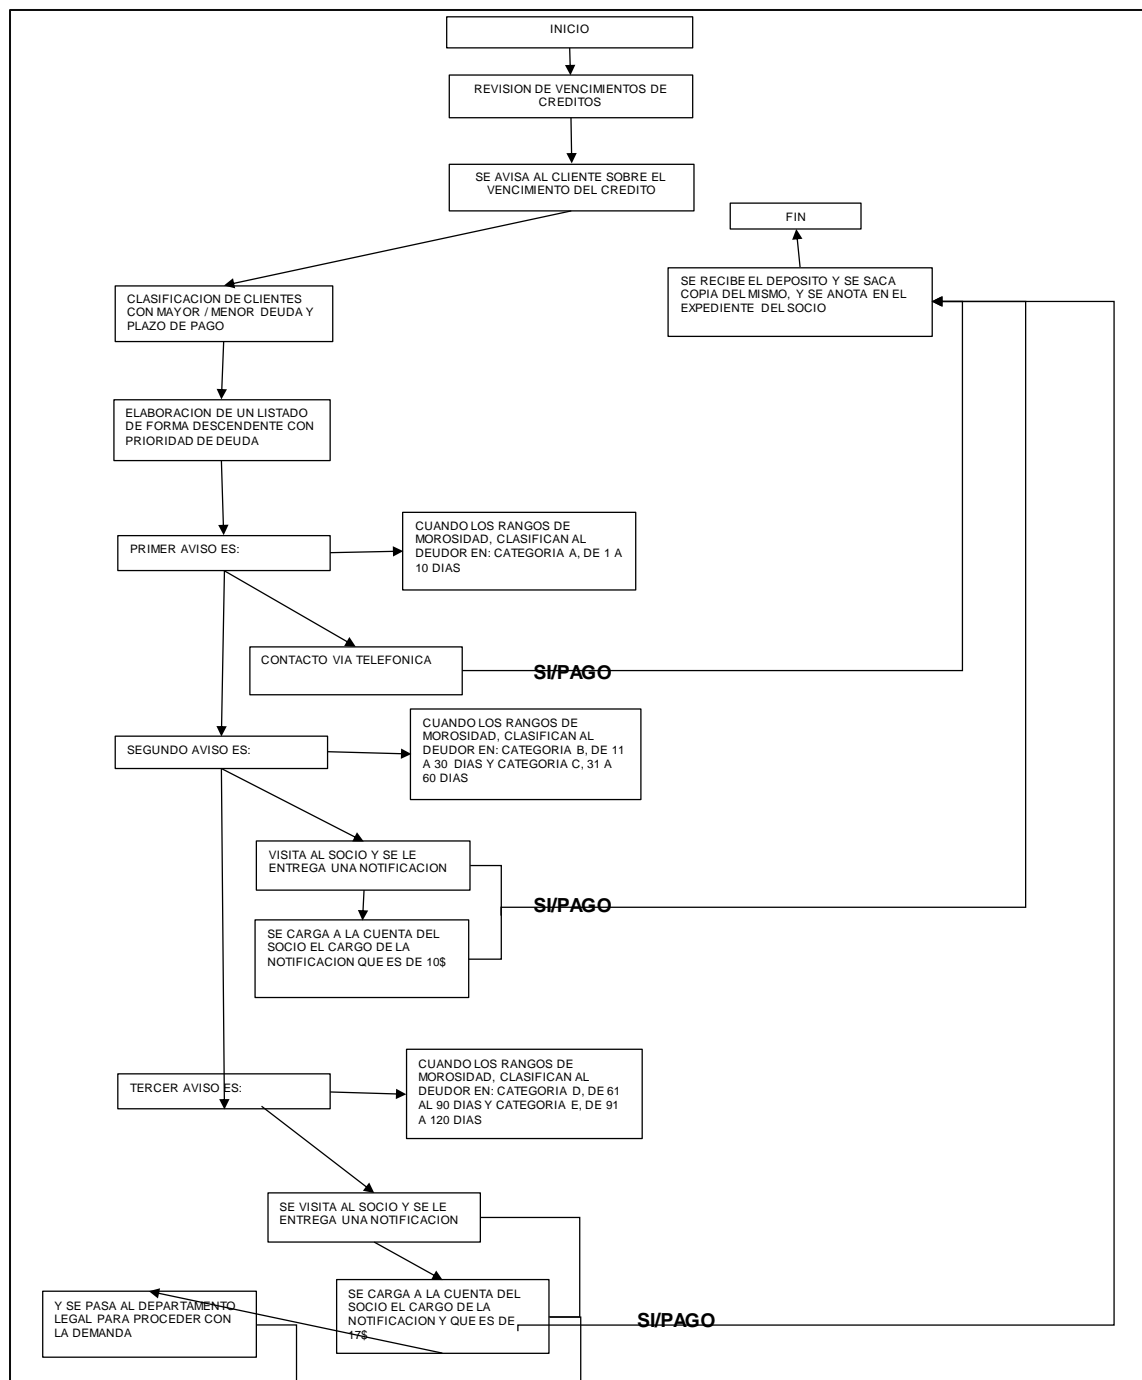 INICIO
REVISION DE VENCIMIENTOS DE
CREDITOS
SE AVISA AL CLIENTE SOBRE EL
VENCIMIENTO DEL CREDITO
FIN
SE RECIBE EL DEPOSITO Y SE SACA
COPIA DEL MISMO, Y SE ANOTA EN EL
EXPEDIENTE DEL SOCIO
CLASIFICACION DE CLIENTES
CON MAYOR / MENOR DEUDA Y
PLAZO DE PAGO
ELABORACION DE UN LISTADO
DE FORMA DESCENDENTE CON
PRIORIDAD DE DEUDA
PRIMER AVISO ES:
CUANDO LOS RANGOS DE
MOROSIDAD, CLASIFICAN AL
DEUDOR EN: CATEGORIA A, DE 1 A
10 DIAS
CONTACTO VIA TELEFONICA
SI/PAGO
SEGUNDO AVISO ES:
CUANDO LOS RANGOS DE
MOROSIDAD, CLASIFICAN AL
DEUDOR EN: CATEGORIA B, DE 11
A 30 DIAS Y CATEGORIA C, 31 A
60 DIAS
VISITA AL SOCIO Y SE LE
ENTREGA UNA NOTIFICACION
SI/PAGO
SE CARGA A LA CUENTA DEL
SOCIO EL CARGO DE LA
NOTIFICACION QUE ES DE 10$
TERCER AVISO ES:
CUANDO LOS RANGOS DE
MOROSIDAD, CLASIFICAN AL
DEUDOR EN: CATEGORIA D, DE 61
AL 90 DIAS Y CATEGORIA E, DE 91
A 120 DIAS
SE VISITA AL SOCIO Y SE LE
ENTREGA UNA NOTIFICACION
SE CARGA A LA CUENTA DEL
SOCIO EL CARGO DE LA
NOTIFICACION Y QUE ES DE
17$
SI/PAGO
Y SE PASA AL DEPARTAMENTO
LEGAL PARA PROCEDER CON
LA DEMANDA